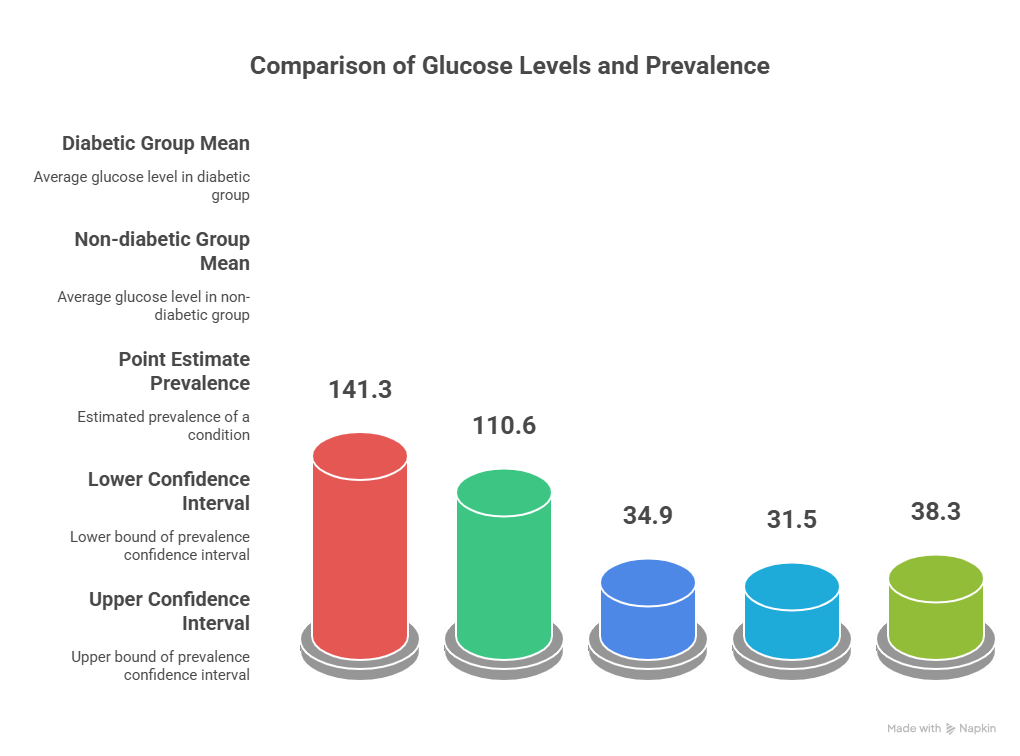 Comparison of Glucose Levels and Prevalence
Diabetic Group Mean
Average glucose level in diabetic
group
Non-diabetic Group
Mean
Average glucose level in non-
diabetic group
Point Estimate
Prevalence
Estimated prevalence of a
condition
Lower Confidence
Interval
Lower bound of prevalence
confidence interval
Upper Confidence
Interval
Upper bound of prevalence
confidence interval
141.3
110.6
34.9
31.5
38.3
Made with Napkin